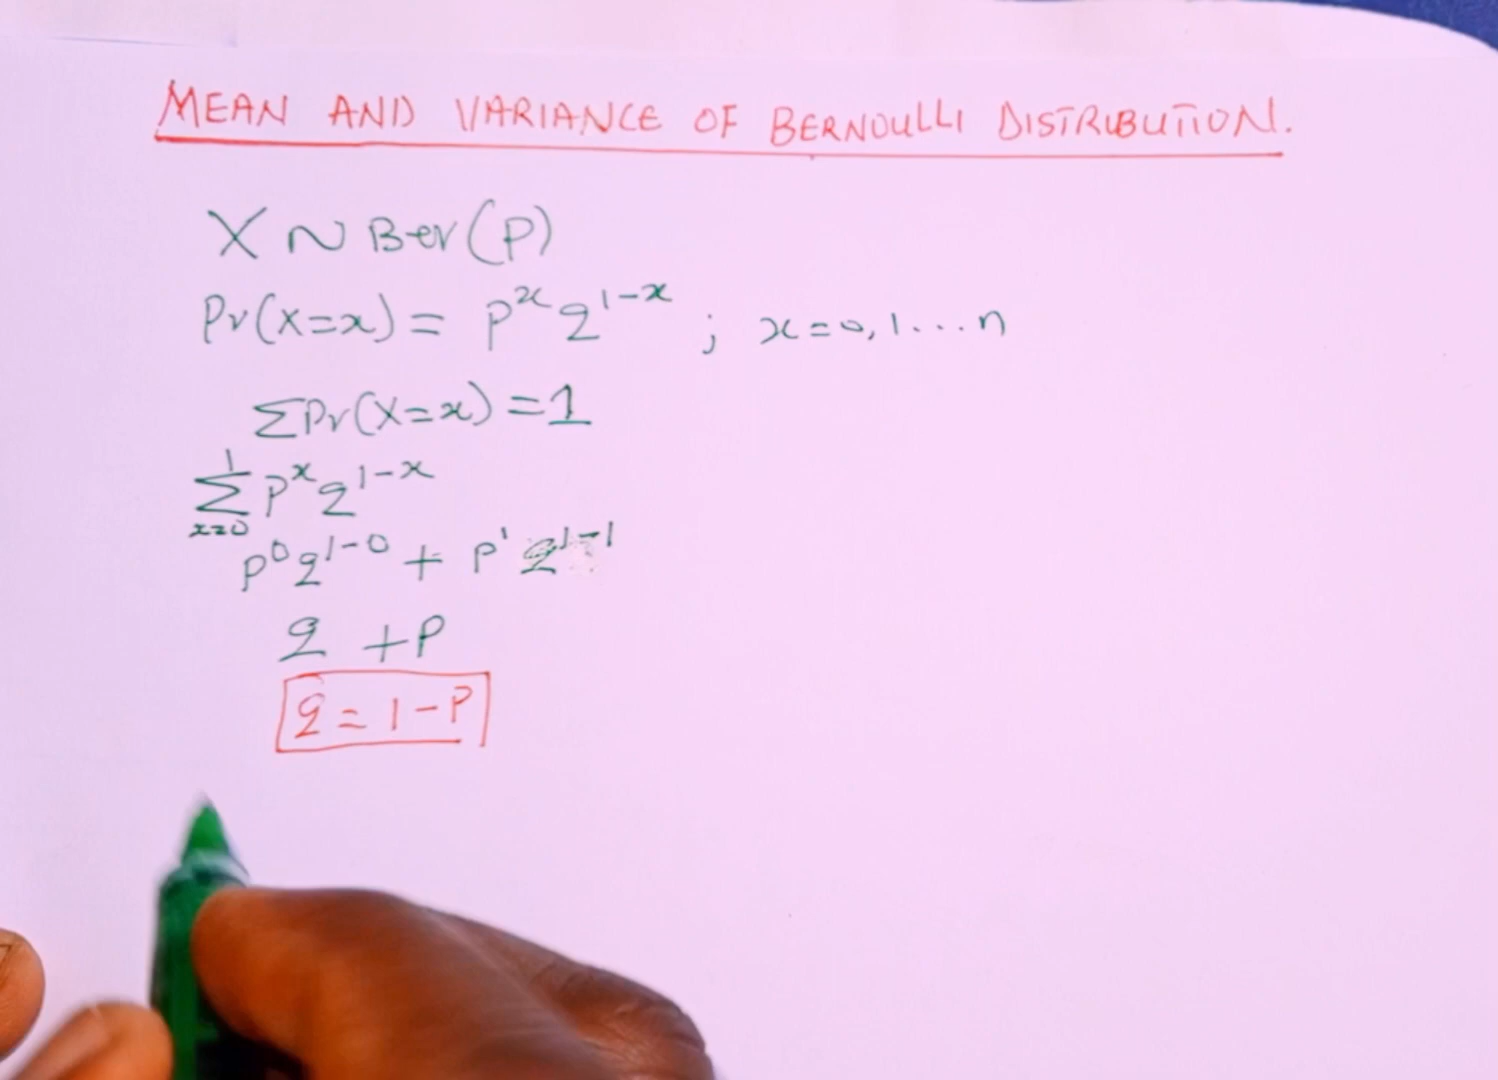 MEAN AND VARIANCE OF BERNOULLI DISTRIBUTION.
X ~ Ber(P)
Pr(X=x) = p^x q^{1-x} ; x=0,1...n
ΣPr(X=x) = 1
\sum_{x=0}^{1} p^x q^{1-x}
p^0 q^{1-0} + p^1 q^{1-1}
q + p
q = 1 - P